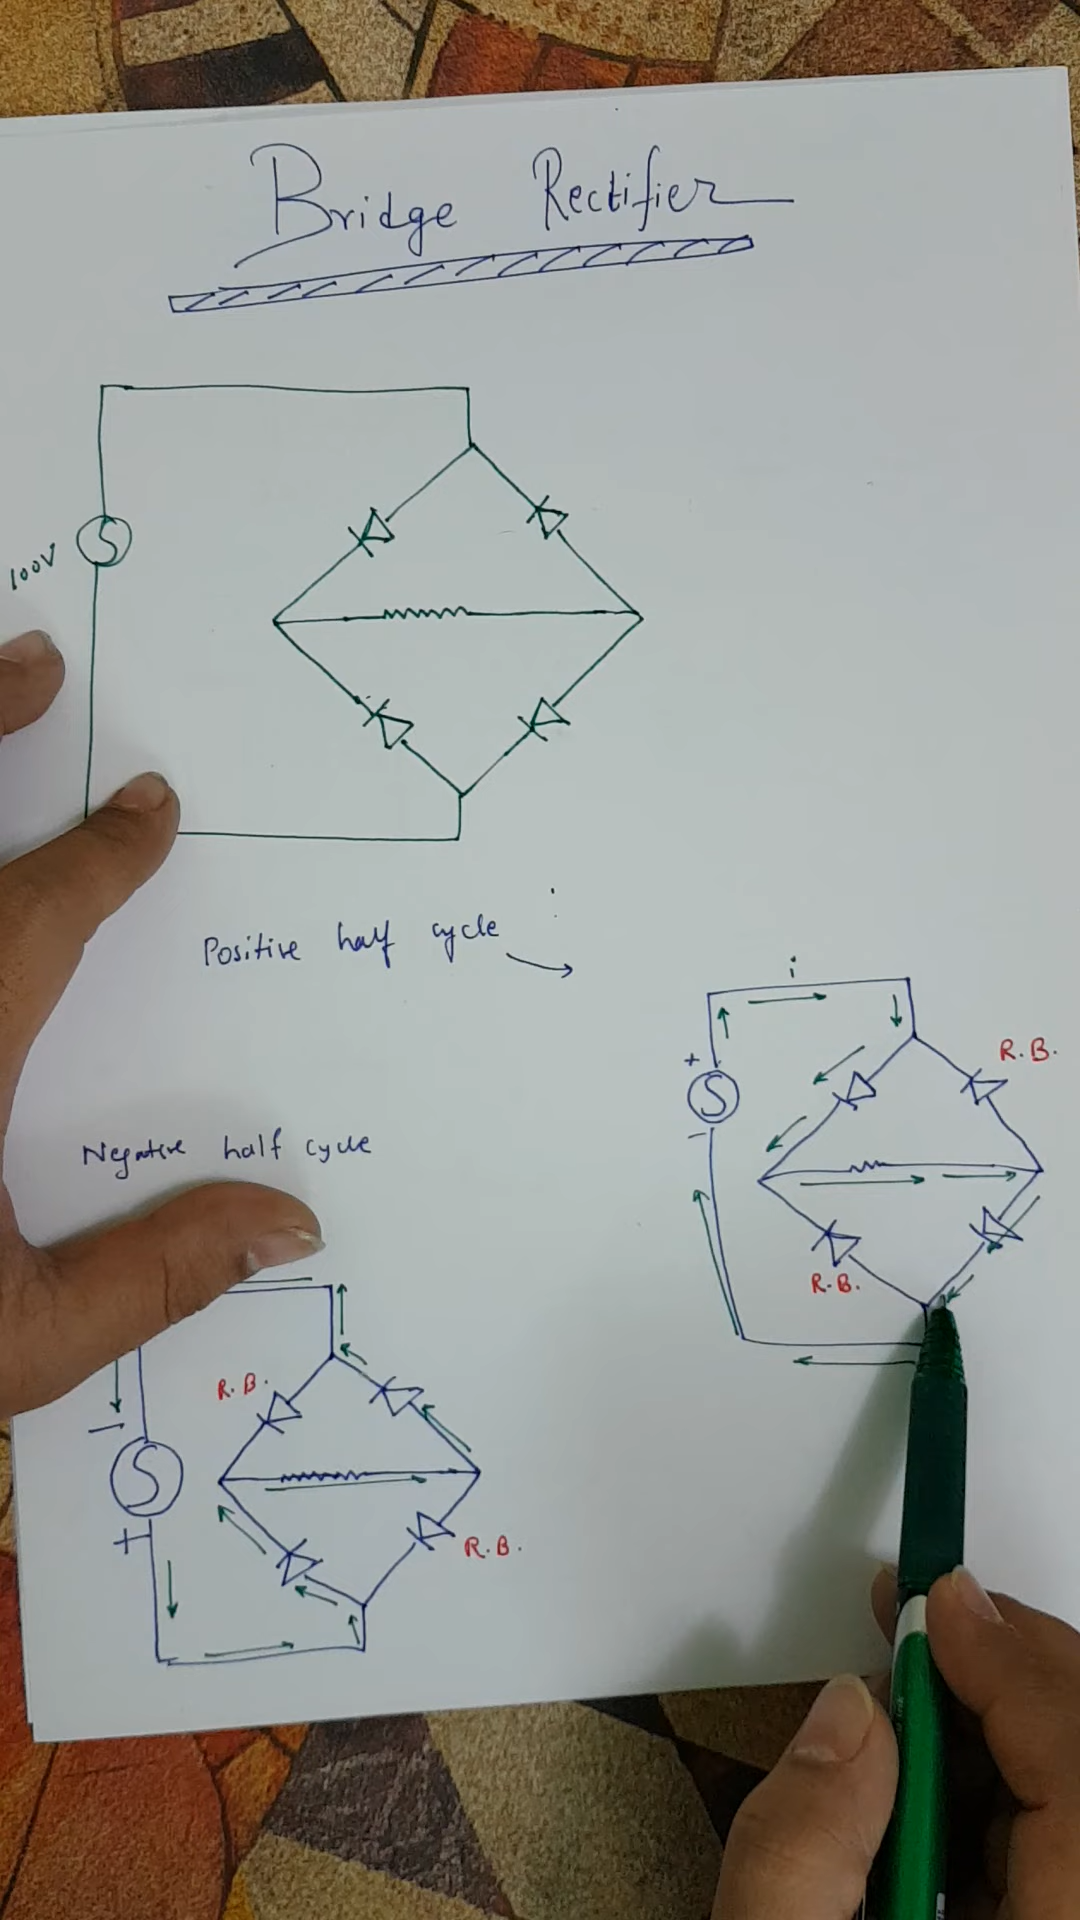 Bridge Rectifier
100V
S
Positive half cycle
i
R.B.
+
S
-
Negative half cycle
R.B.
R.B.
-
S
+
R.B.